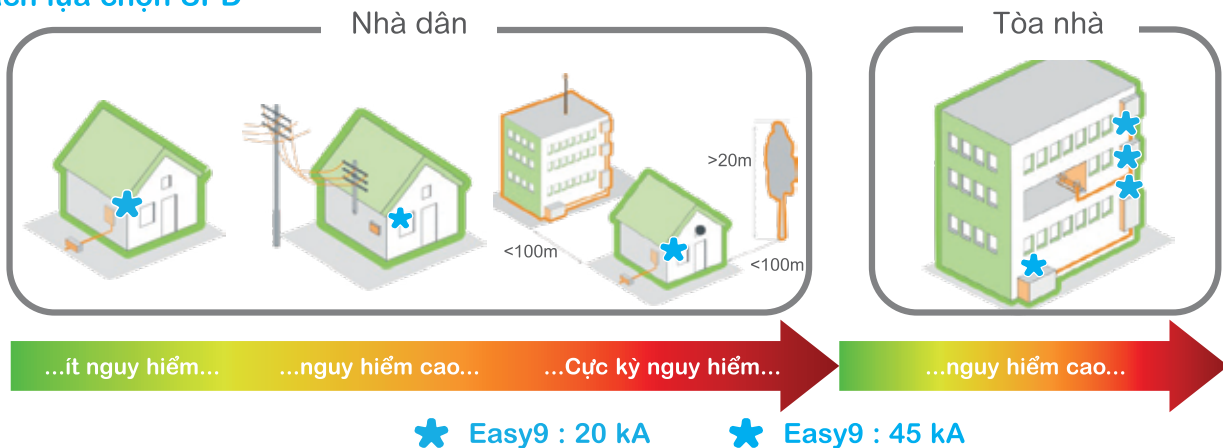 Nhà dân
Tòa nhà
>20m
<100m
<100m
...ít nguy hiểm...
...nguy hiểm cao...
...Cực kỳ nguy hiểm...
...nguy hiểm cao...
Easy9 : 20 kA
Easy9 : 45 kA